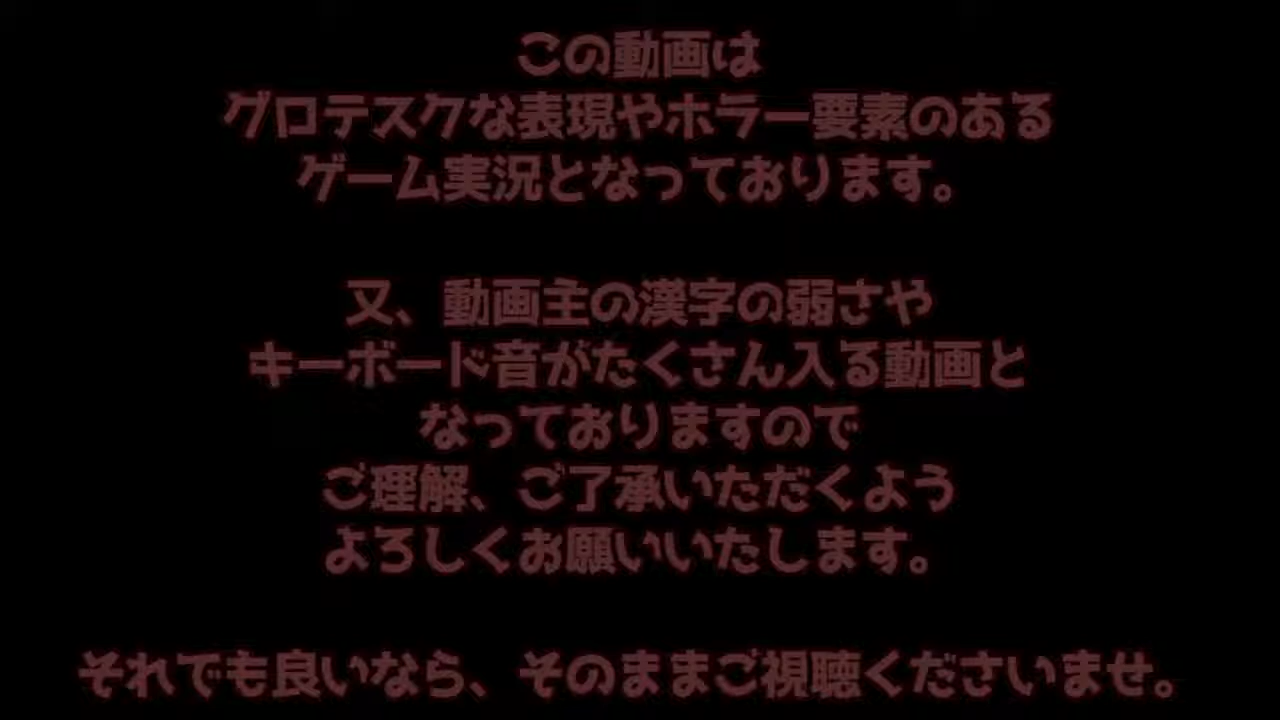 この動画は
グロテスクな表現やホラー要素のある
ゲーム実況となっております。
又、動画主の漢字の弱さや
キーボード音がたくさん入る動画と
なっておりますので
ご理解、ご了承いただくよう
よろしくお願いいたします。
それでも良いなら、そのままご視聴くださいませ。